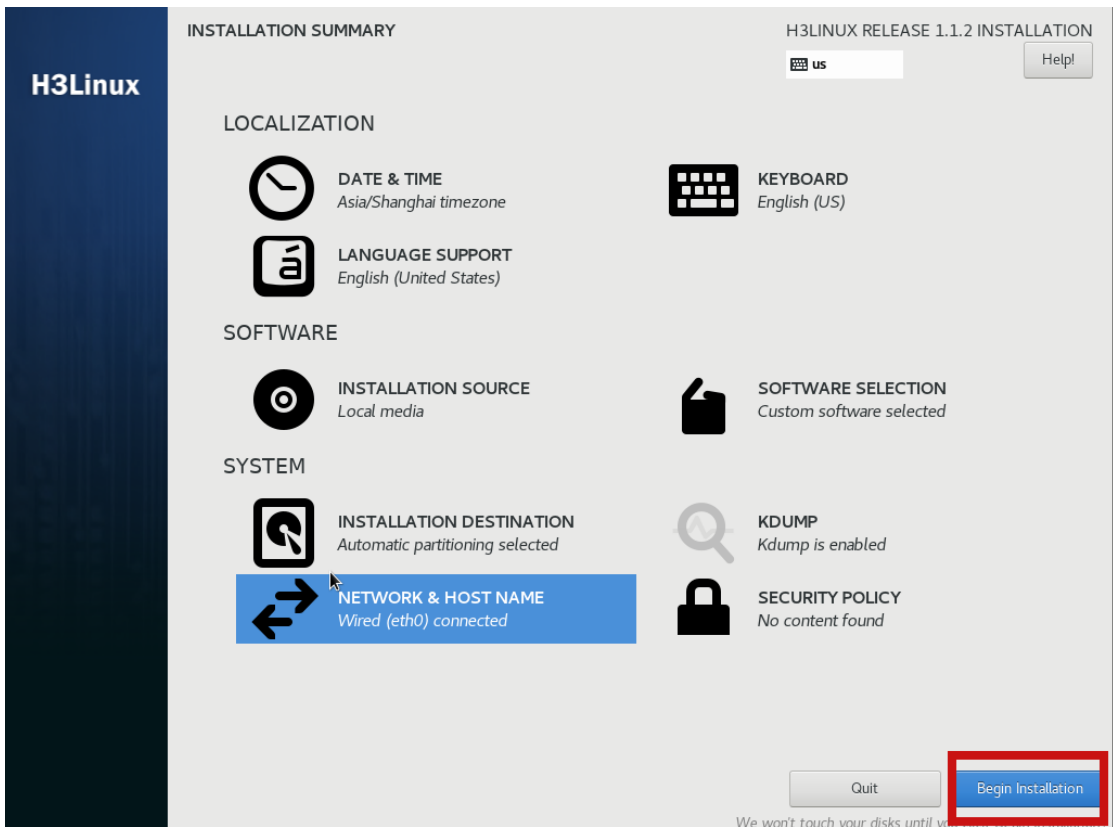 INSTALLATION SUMMARY
H3LINUX RELEASE 1.1.2 INSTALLATION
us
Help!
H3Linux
LOCALIZATION
DATE & TIME
Asia/Shanghai timezone
KEYBOARD
English (US)
á
LANGUAGE SUPPORT
English (United States)
SOFTWARE
INSTALLATION SOURCE
Local media
SOFTWARE SELECTION
Custom software selected
SYSTEM
INSTALLATION DESTINATION
Automatic partitioning selected
KDUMP
Kdump is enabled
NETWORK & HOST NAME
Wired (eth0) connected
SECURITY POLICY
No content found
Quit
Begin Installation
We won't touch your disks until